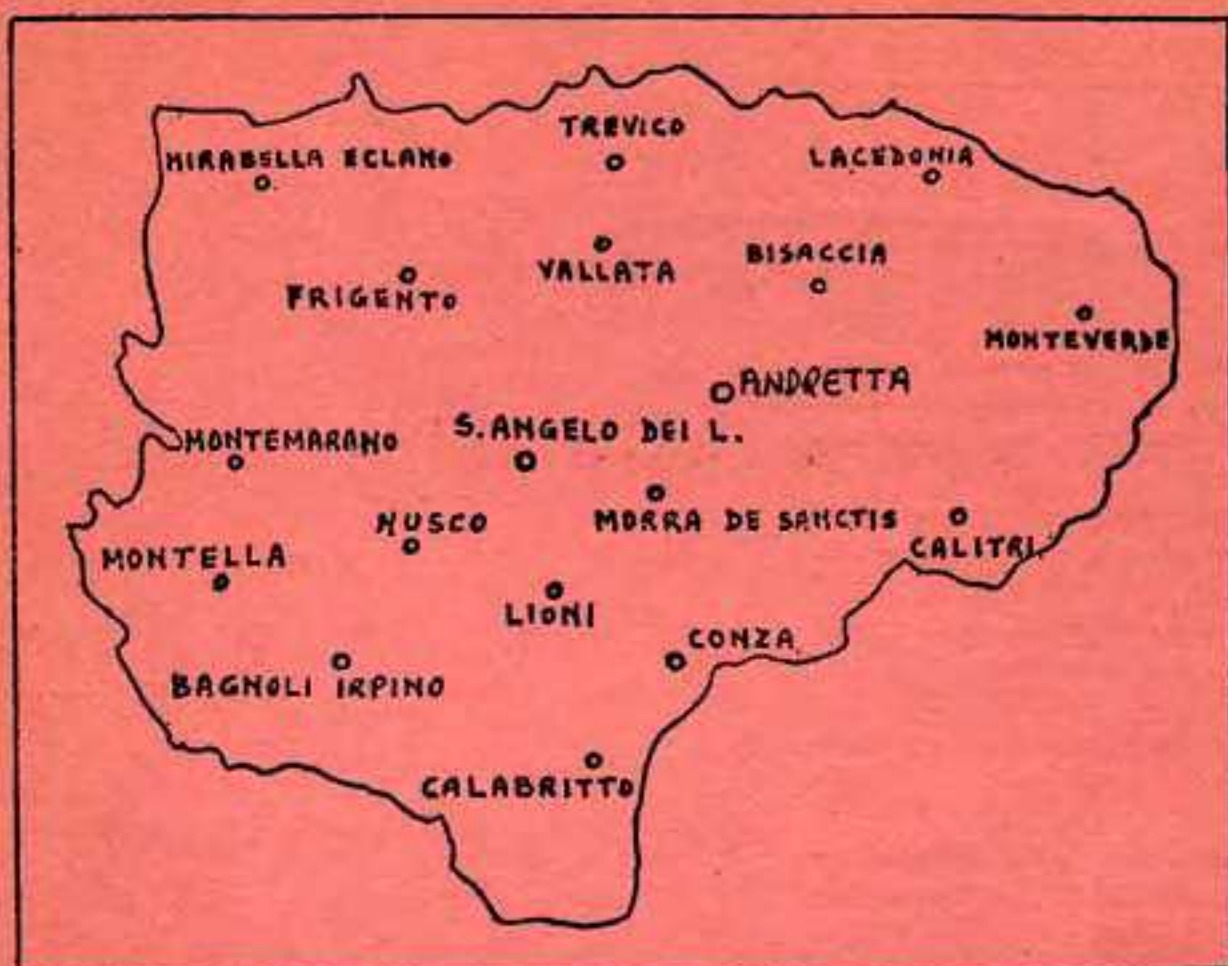 TREVICO
MIRABELLA ECLANO
LACEDONIA
VALLATA
BISACCIA
FRIGENTO
MONTEVERDE
ANDRETTA
S. ANGELO DEI L.
MONTEMARANO
NUSCO
MORRA DE SANCTIS
CALITRI
MONTELLA
LIONI
CONZA
BAGNOLI IRPINO
CALABRITTO